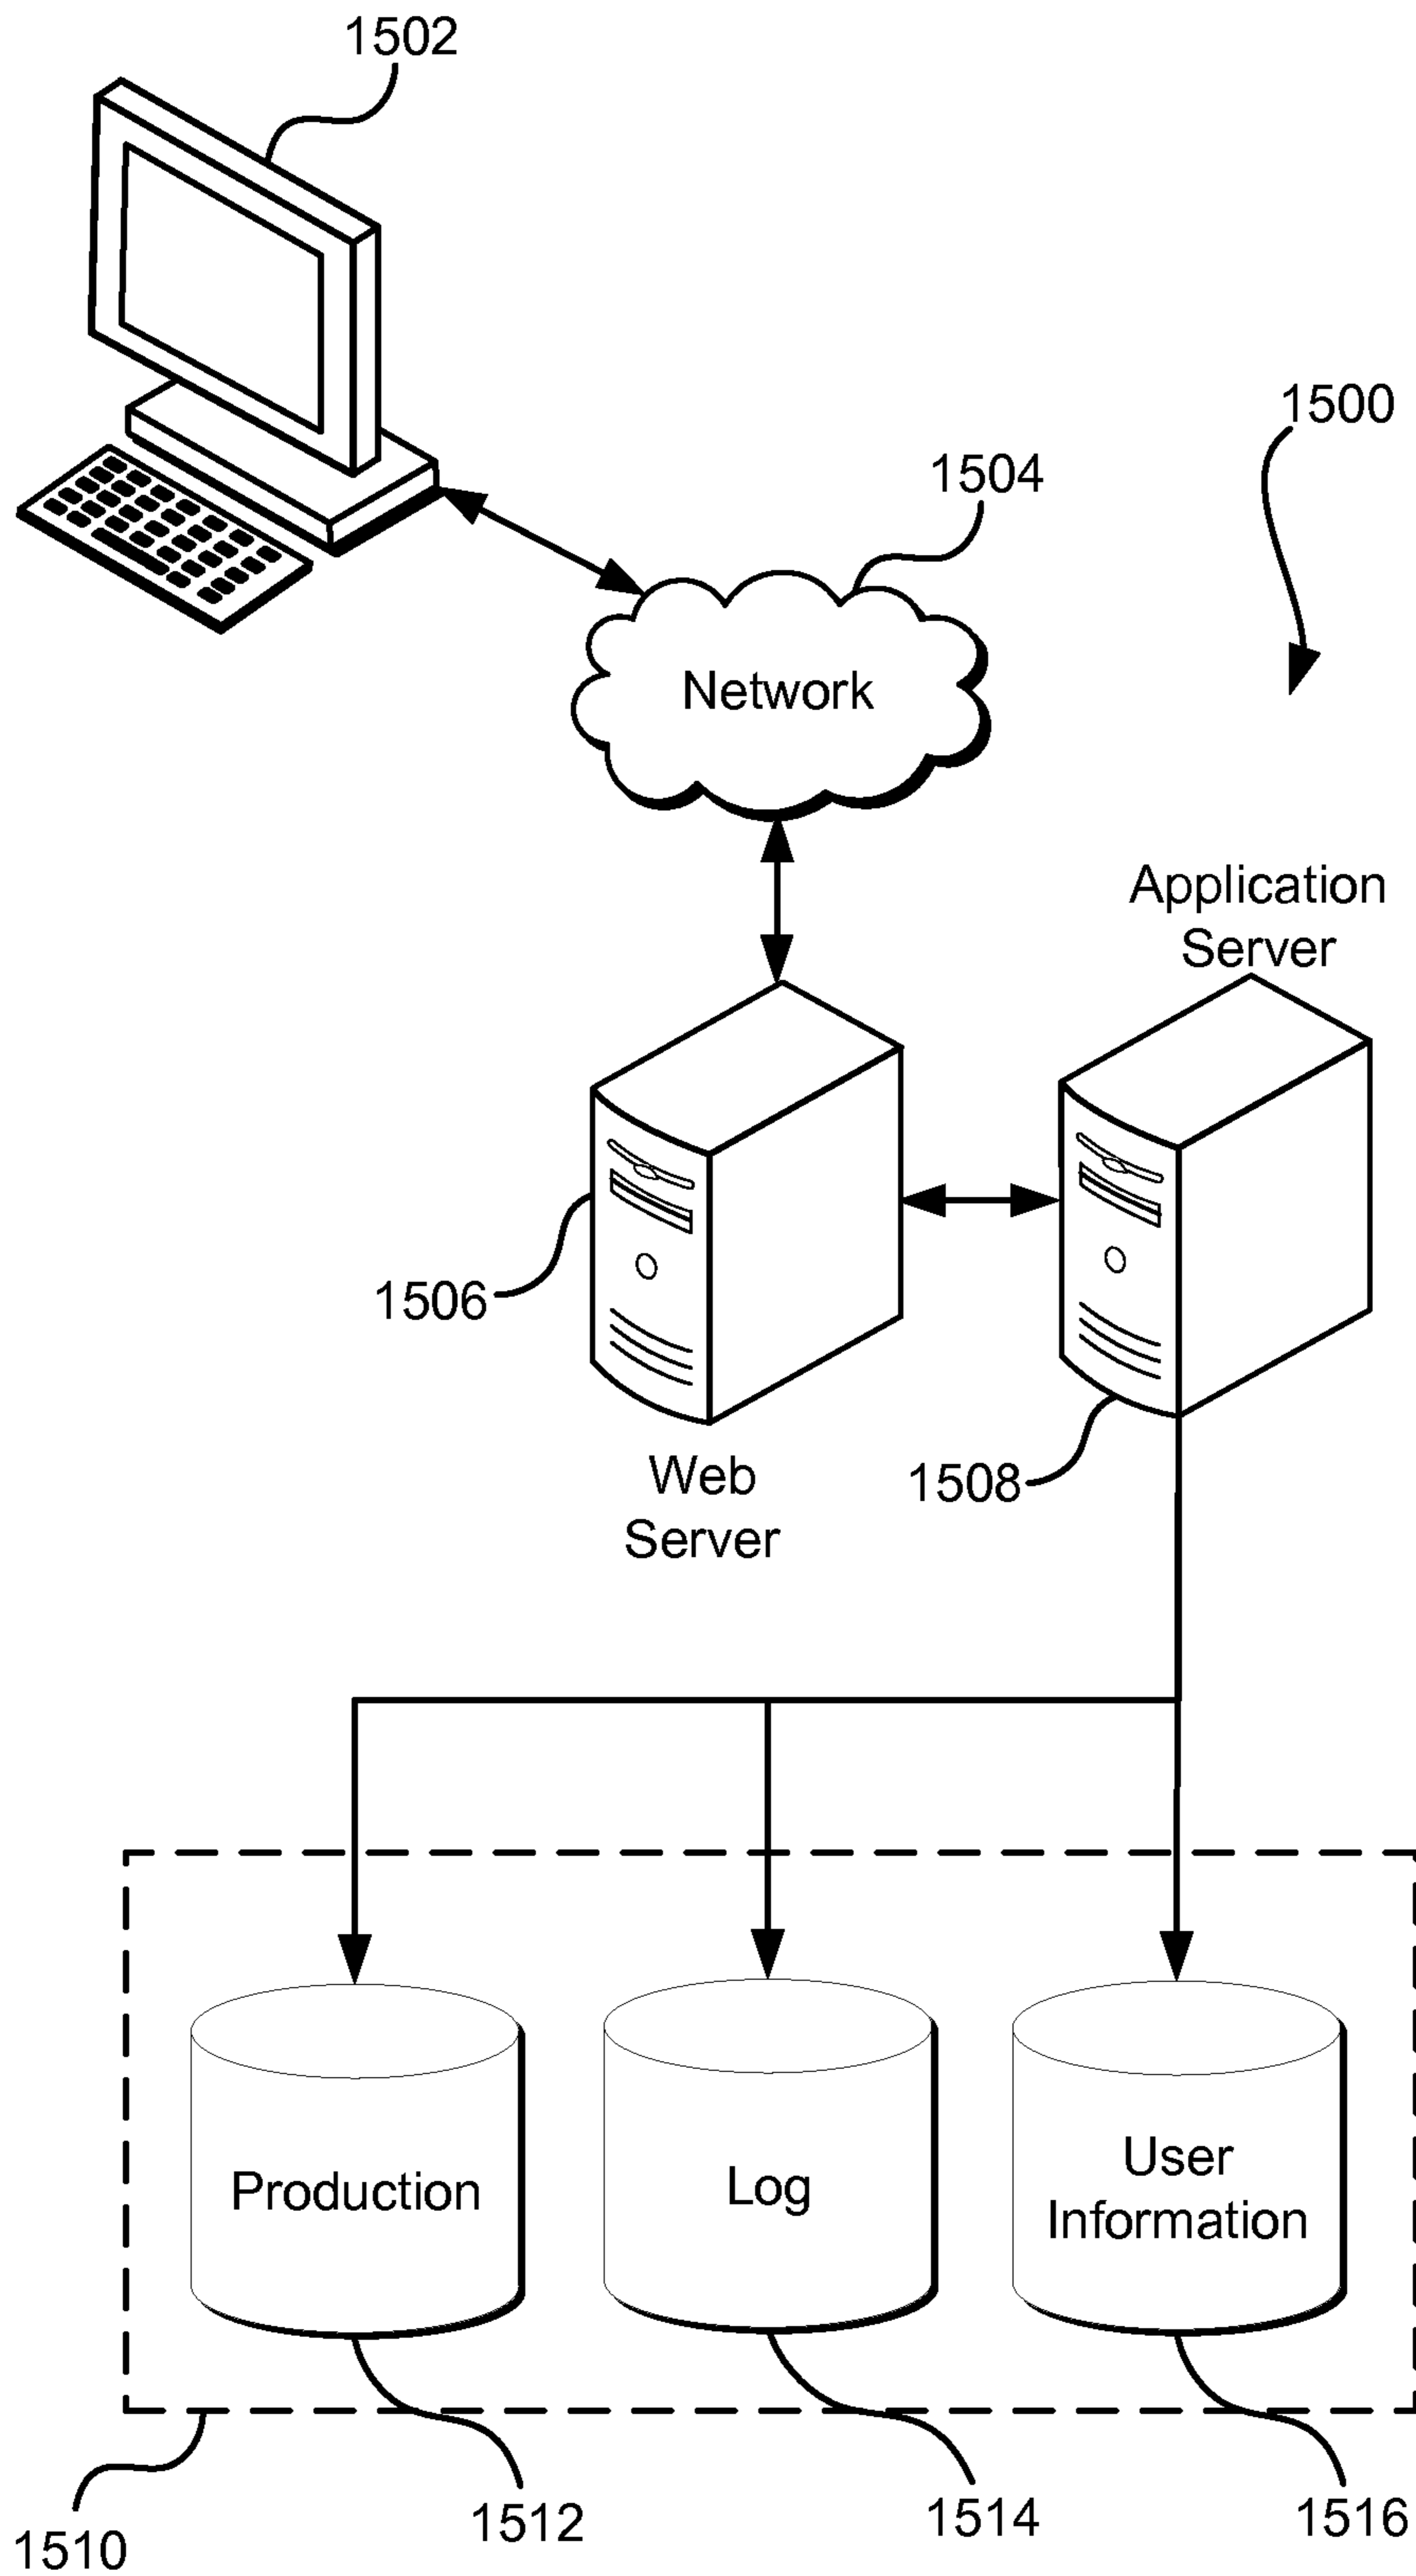 1502
1500
1504
Network
Application
Server
1506
1508
Web
Server
Production
Log
User
Information
1510
1512
1514
1516